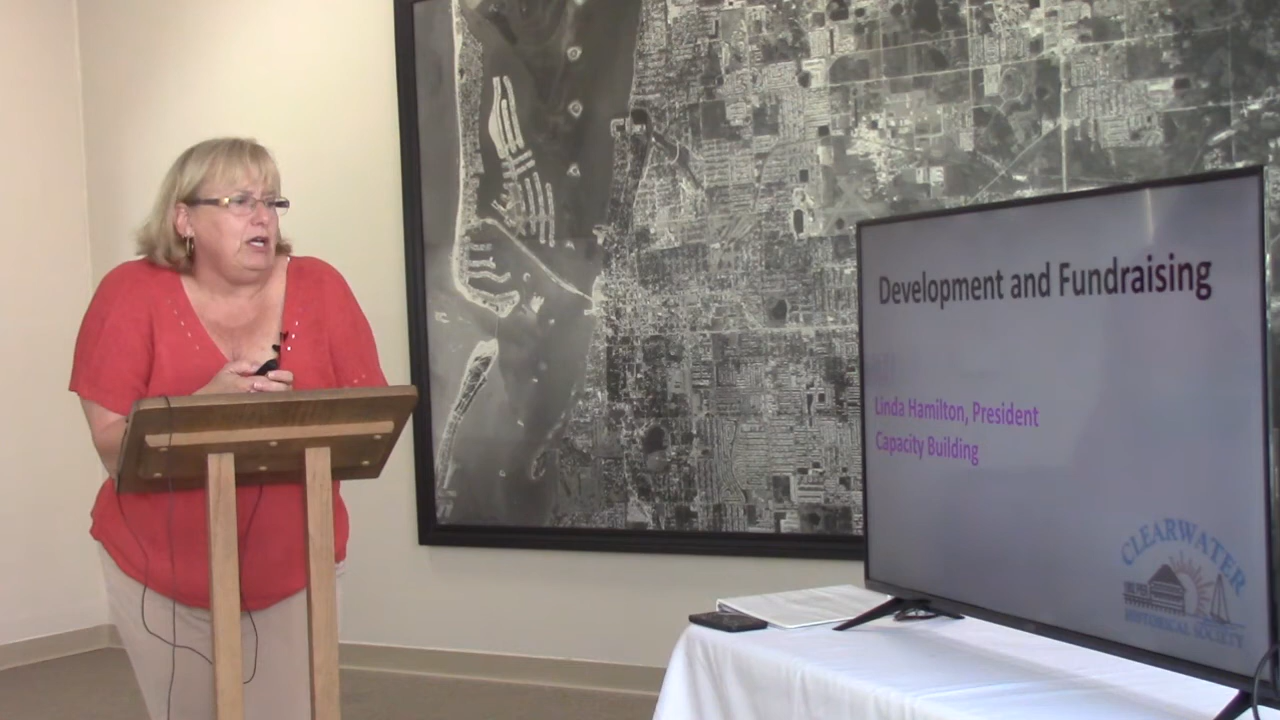 Development and Fundraising
Linda Hamilton, President
Capacity Building
CLEARWATER
HISTORICAL SOCIETY